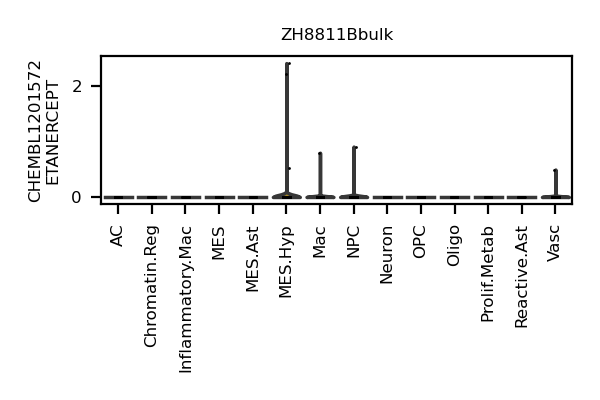 ZH8811Bbulk
CHEMBL1201572
ETANERCEPT
2
0
AC
Chromatin.Reg
Inflammatory.Mac
MES
MES.Ast
MES.Hyp
Mac
NPC
Neuron
OPC
Oligo
Prolif.Metab
Reactive.Ast
Vasc